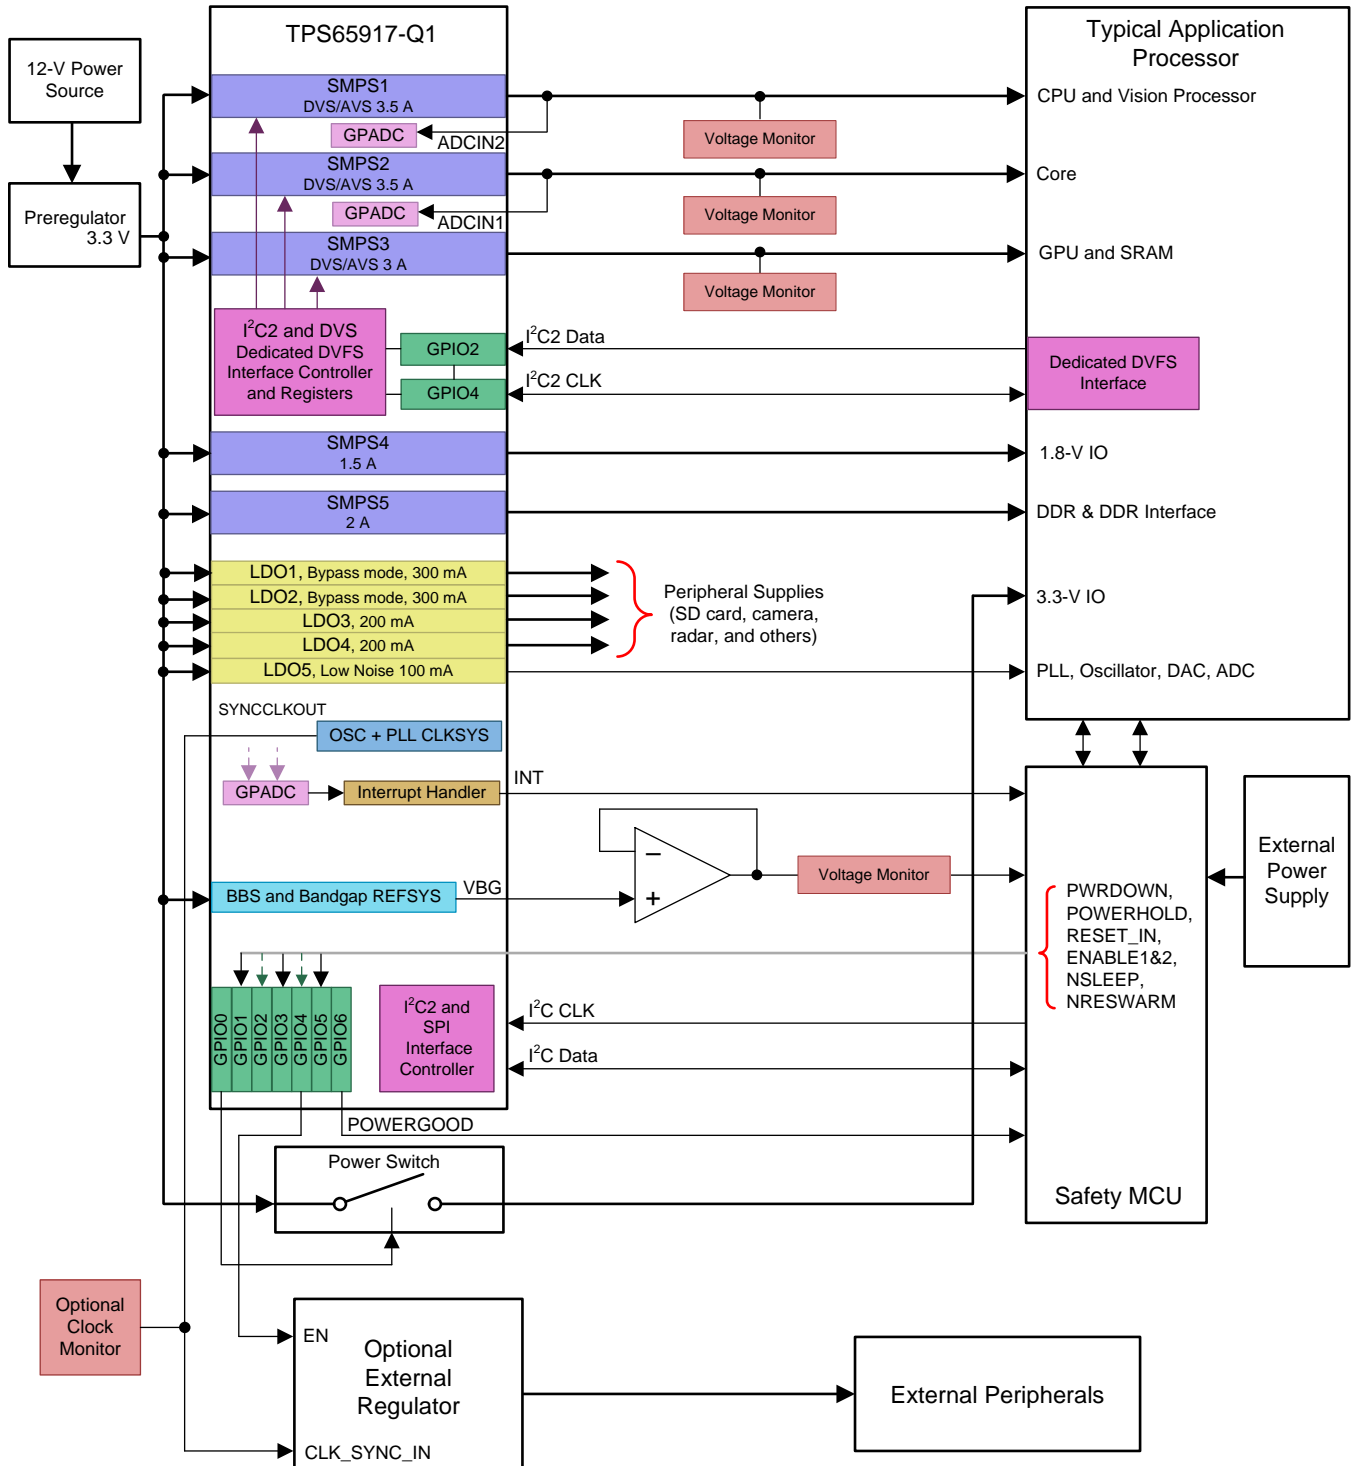 TPS65917-Q1
Typical Application
Processor
12-V Power
Source
Preregulator
3.3 V
SMPS1
DVS/AVS 3.5 A
GPADC
ADCIN2
Voltage Monitor
CPU and Vision Processor
SMPS2
DVS/AVS 3.5 A
GPADC
ADCIN1
Voltage Monitor
Core
SMPS3
DVS/AVS 3 A
Voltage Monitor
GPU and SRAM
I²C2 and DVS
Dedicated DVFS
Interface Controller
and Registers
GPIO2
GPIO4
I²C2 Data
I²C2 CLK
Dedicated DVFS
Interface
SMPS4
1.5 A
1.8-V IO
SMPS5
2 A
DDR & DDR Interface
LDO1, Bypass mode, 300 mA
LDO2, Bypass mode, 300 mA
LDO3, 200 mA
LDO4, 200 mA
LDO5, Low Noise 100 mA
Peripheral Supplies
(SD card, camera,
radar, and others)
3.3-V IO
PLL, Oscillator, DAC, ADC
SYNCCLKOUT
OSC + PLL CLKSYS
GPADC
Interrupt Handler
INT
BBS and Bandgap REFSYS
VBG
−
+
Voltage Monitor
External
Power
Supply
PWRDOWN,
POWERHOLD,
RESET_IN,
ENABLE1&2,
NSLEEP,
NRESWARM
GPIO0
GPIO1
GPIO2
GPIO3
GPIO4
GPIO5
GPIO6
I²C2 and
SPI
Interface
Controller
I²C CLK
I²C Data
POWERGOOD
Power Switch
Safety MCU
Optional
Clock
Monitor
EN
Optional
External
Regulator
CLK_SYNC_IN
External Peripherals